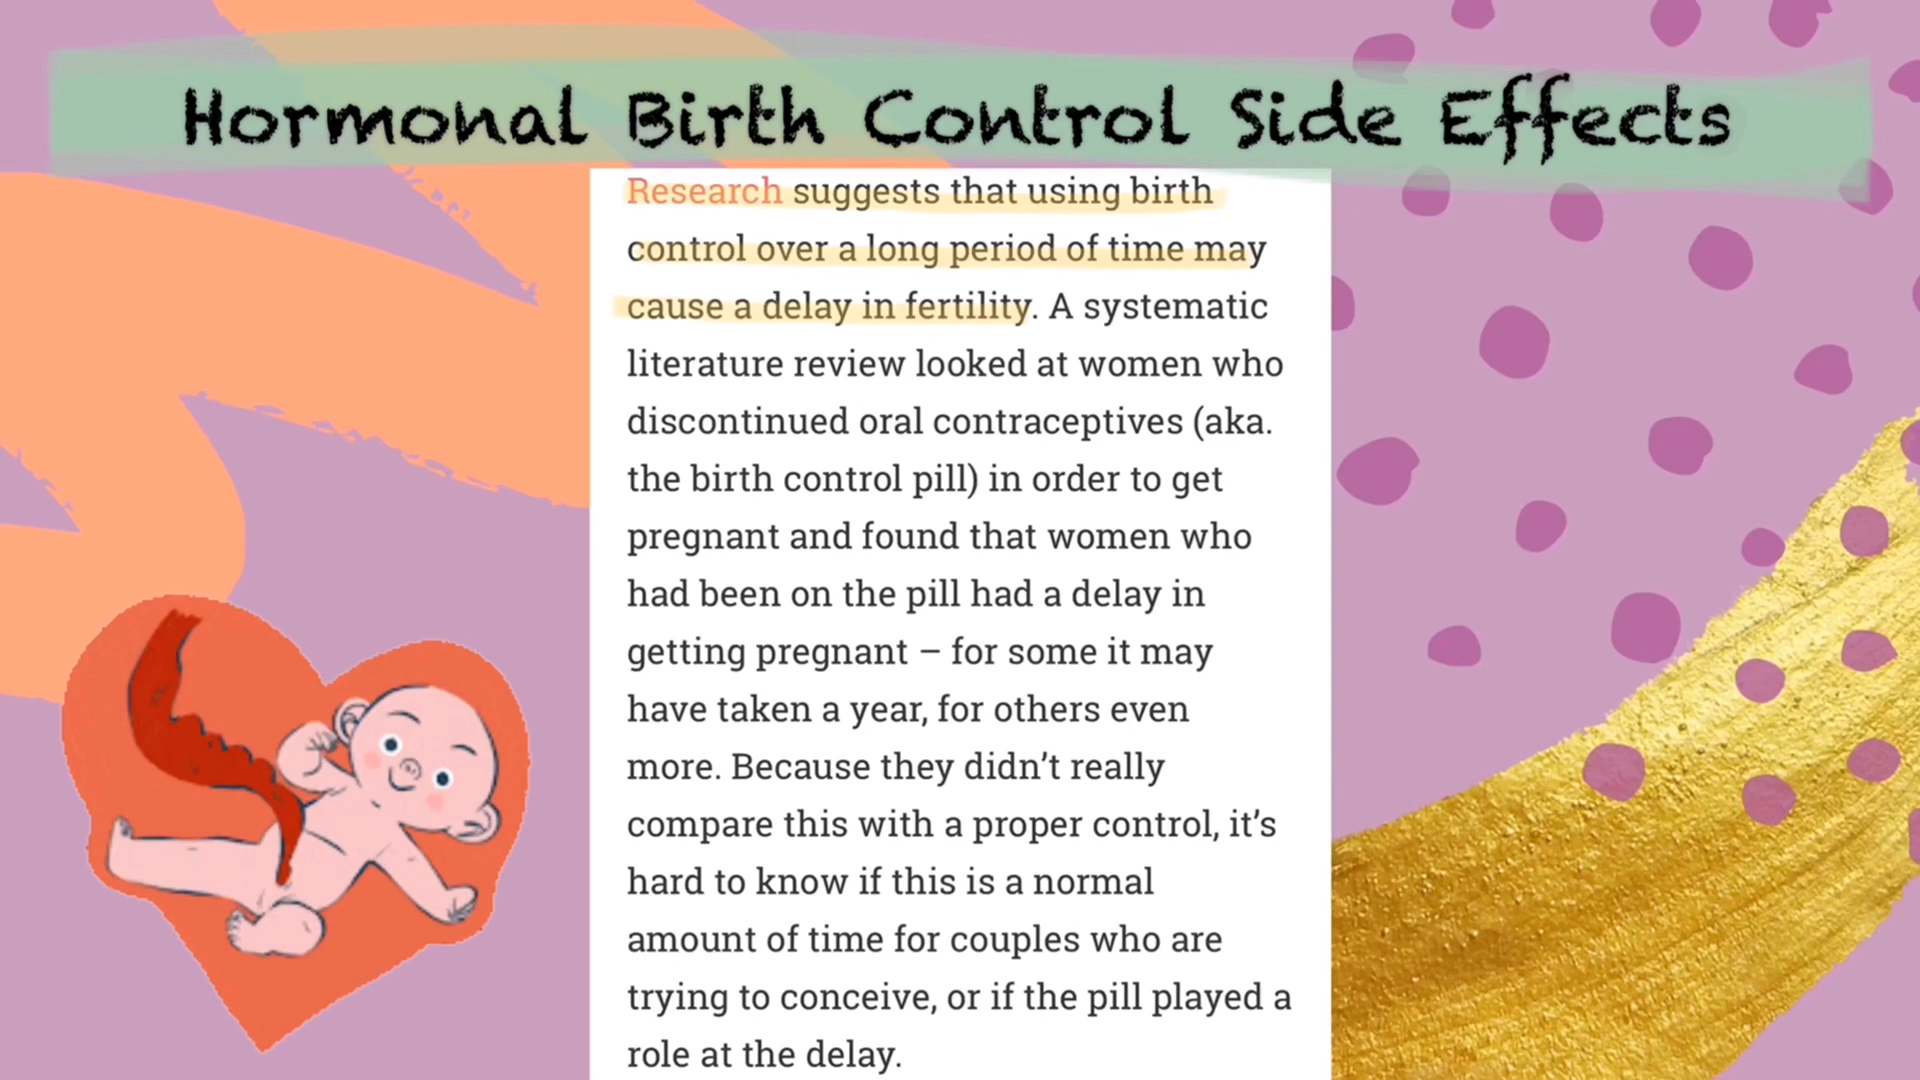 Hormonal Birth Control Side Effects
Research suggests that using birth
control over a long period of time may
cause a delay in fertility. A systematic
literature review looked at women who
discontinued oral contraceptives (aka.
the birth control pill) in order to get
pregnant and found that women who
had been on the pill had a delay in
getting pregnant – for some it may
have taken a year, for others even
more. Because they didn’t really
compare this with a proper control, it’s
hard to know if this is a normal
amount of time for couples who are
trying to conceive, or if the pill played a
role at the delay.